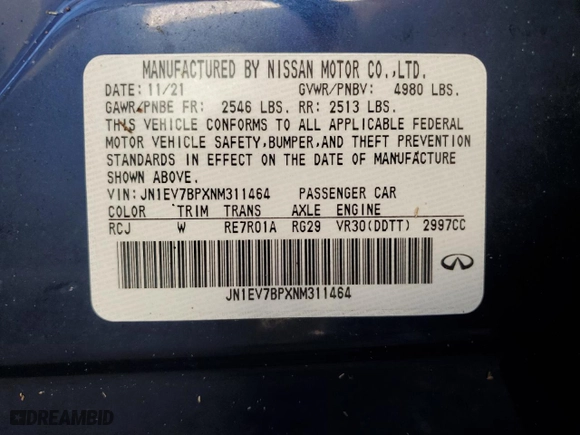 MANUFACTURED BY NISSAN MOTOR CO.,LTD.
DATE: 11/21 GVWR/PNBV: 4980 LBS.
GAWR/PNBE FR: 2546 LBS. RR: 2513 LBS.
THIS VEHICLE CONFORMS TO ALL APPLICABLE FEDERAL
MOTOR VEHICLE SAFETY,BUMPER,AND THEFT PREVENTION
STANDARDS IN EFFECT ON THE DATE OF MANUFACTURE
SHOWN ABOVE.
VIN: JN1EV7BPXNM311464 PASSENGER CAR
COLOR TRIM TRANS AXLE ENGINE
RCJ W RE7R01A RG29 VR30(DDTT) 2997CC
JN1EV7BPXNM311464
DREAMBID